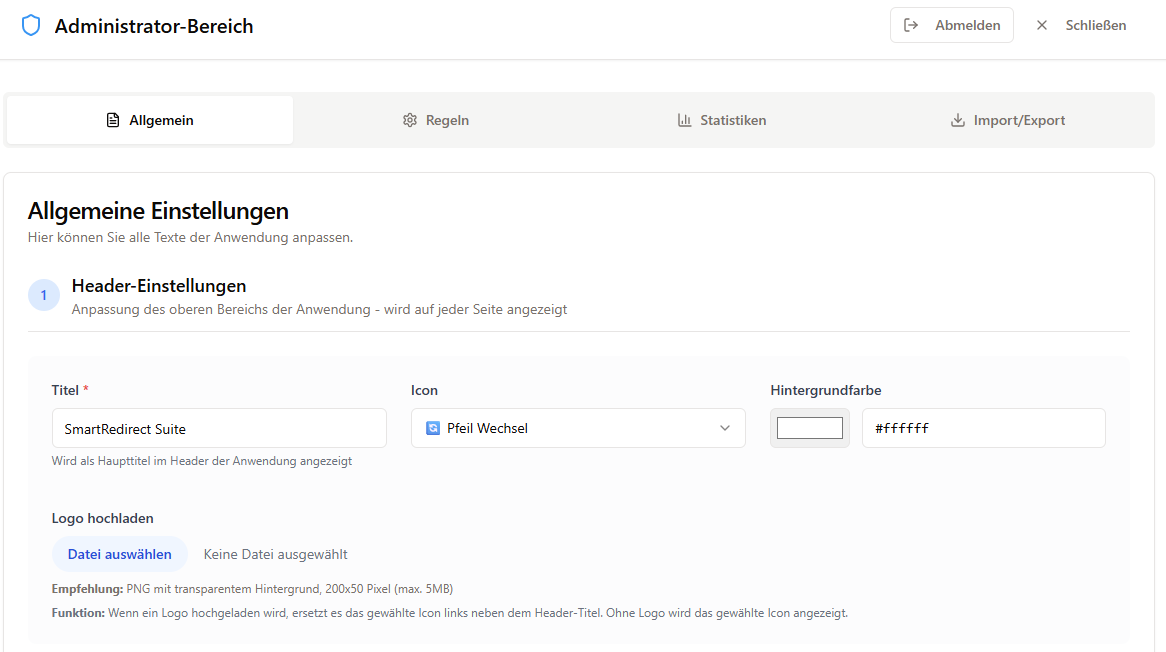 Administrator-Bereich
Abmelden
Schließen
Allgemein
Regeln
Statistiken
Import/Export
Allgemeine Einstellungen
Hier können Sie alle Texte der Anwendung anpassen.
1
Header-Einstellungen
Anpassung des oberen Bereichs der Anwendung - wird auf jeder Seite angezeigt
Titel *
Icon
Hintergrundfarbe
SmartRedirect Suite
Pfeil Wechsel
#ffffff
Wird als Haupttitel im Header der Anwendung angezeigt
Logo hochladen
Datei auswählen
Keine Datei ausgewählt
Empfehlung: PNG mit transparentem Hintergrund, 200x50 Pixel (max. 5MB)
Funktion: Wenn ein Logo hochgeladen wird, ersetzt es das gewählte Icon links neben dem Header-Titel. Ohne Logo wird das gewählte Icon angezeigt.